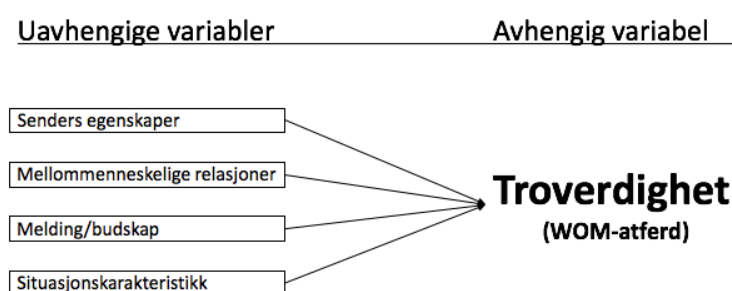 Uavhengige variabler
Avhengig variabel
Senders egenskaper
Mellommenneskelige relasjoner
Melding/budskap
Situasjonskarakteristikk
Troverdighet
(WOM-atferd)